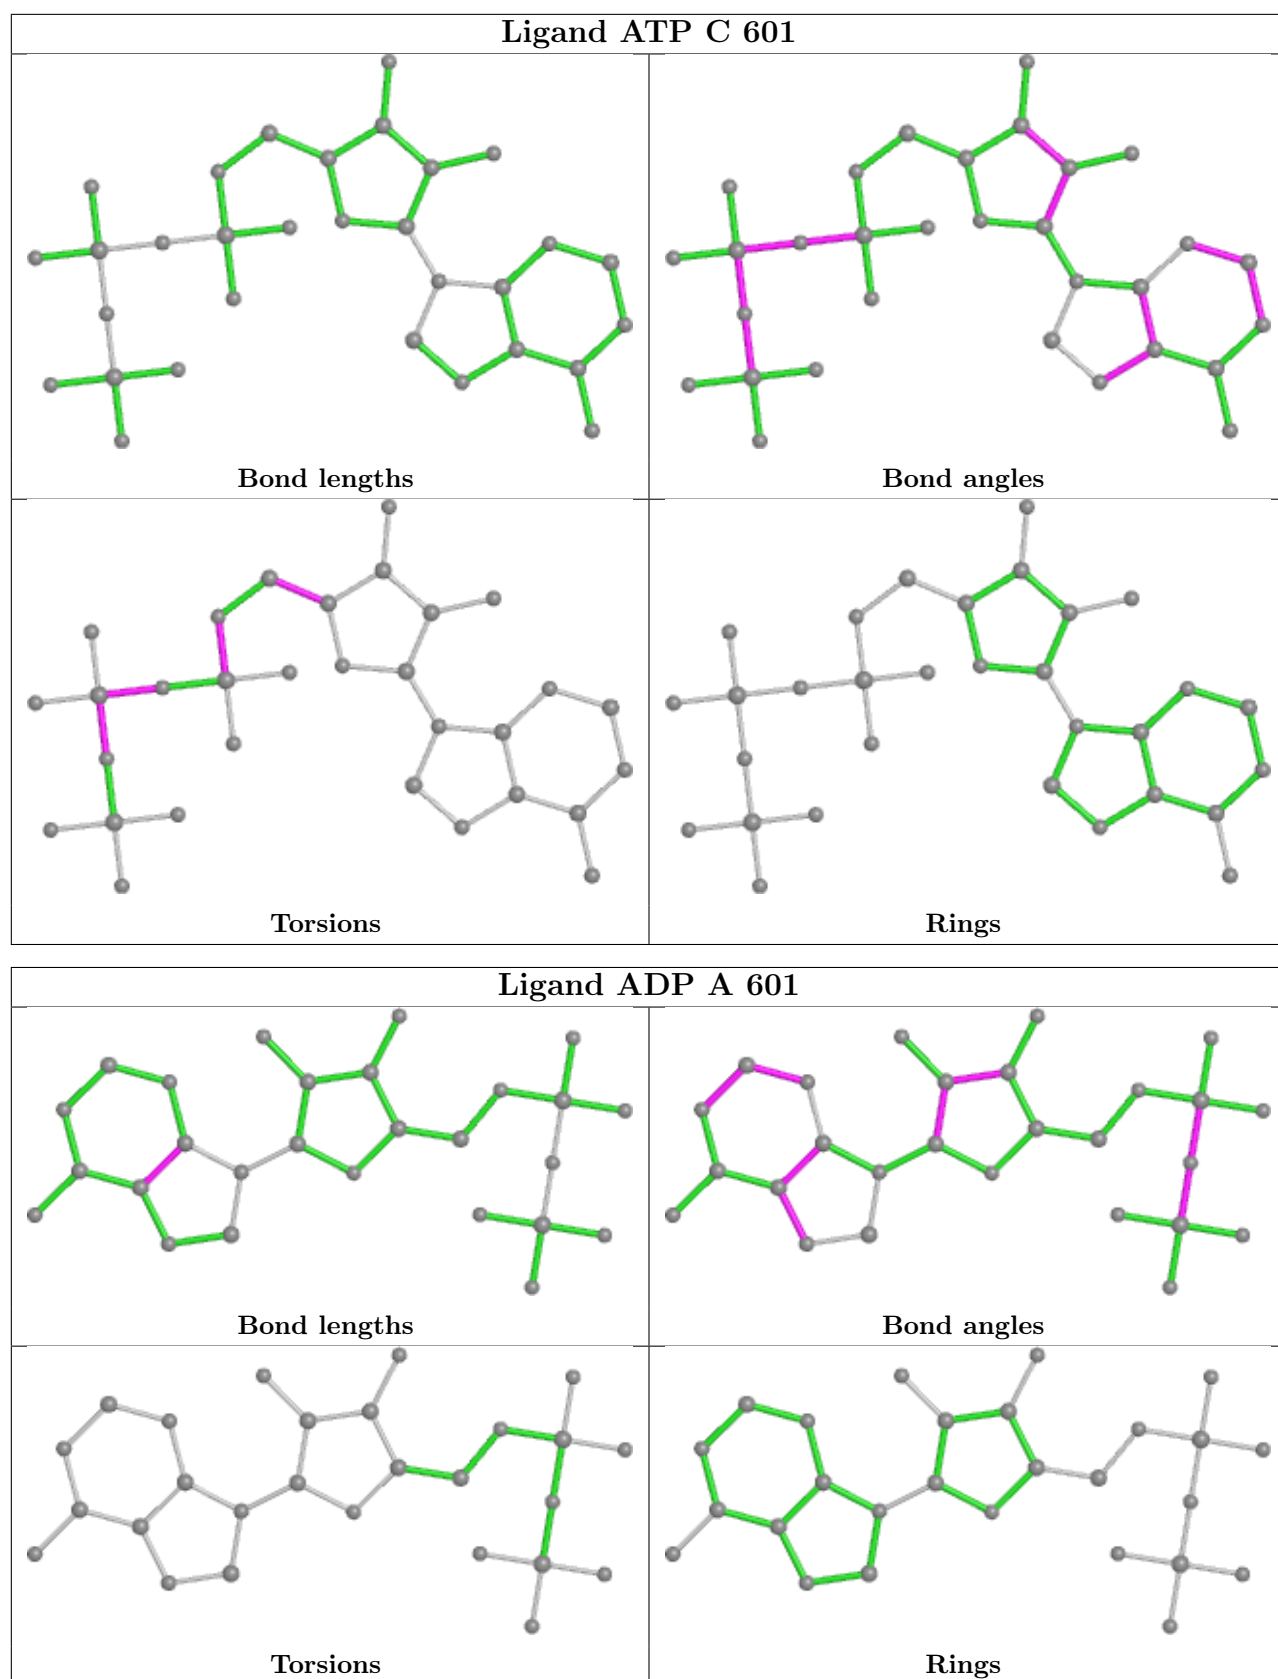 Ligand ATP C 601
Bond lengths
Bond angles
Torsions
Rings
Ligand ADP A 601
Bond lengths
Bond angles
Torsions
Rings